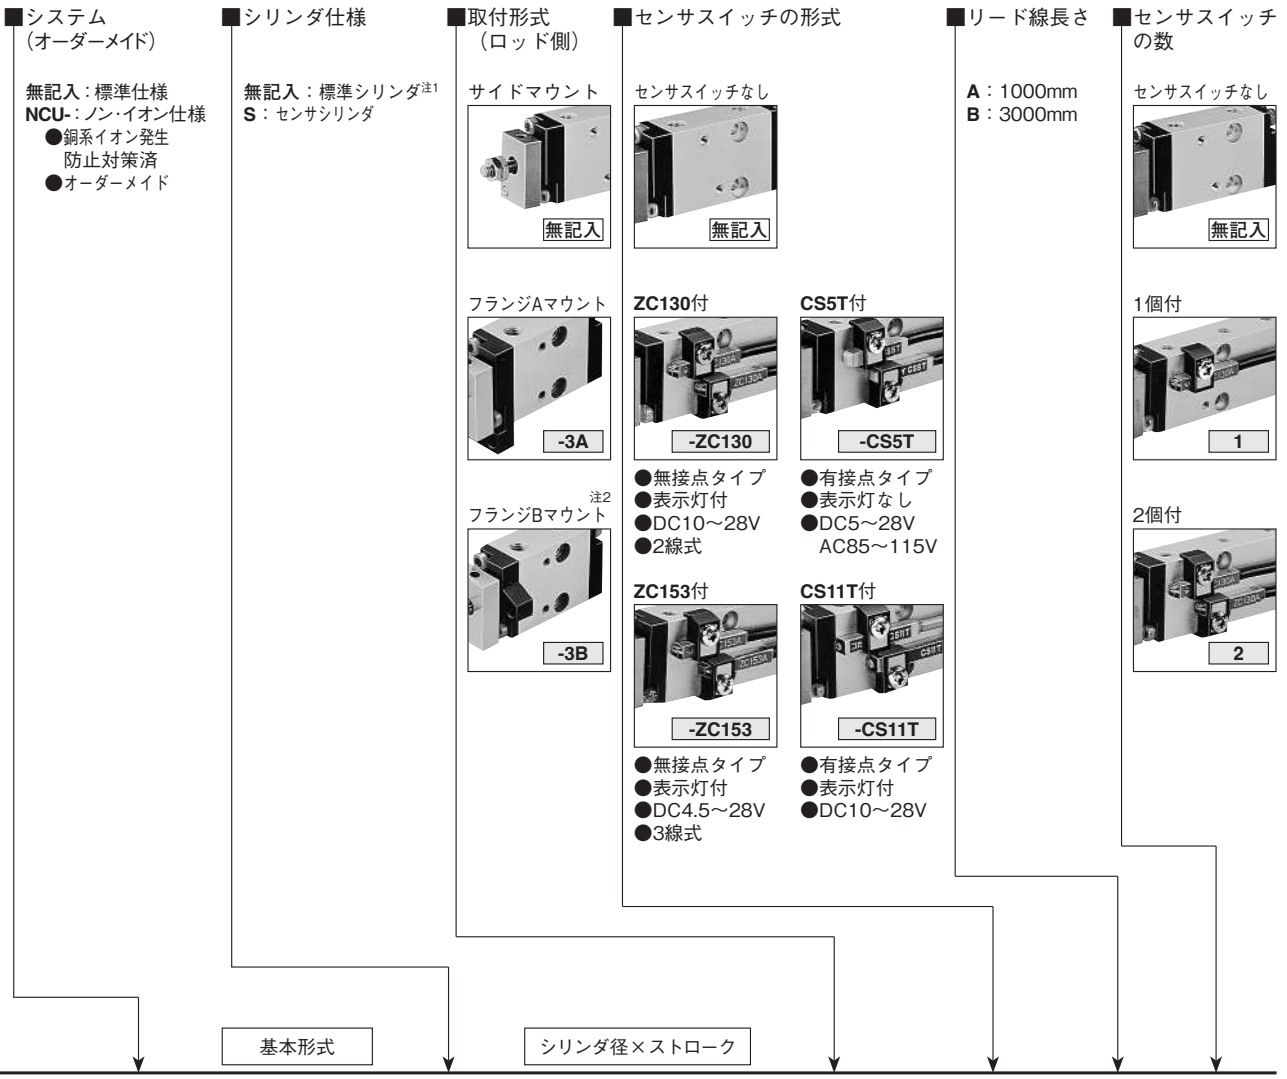 ■システム
（オーダーメイド）
無記入：標準仕様
NCU-：ノン・イオン仕様
●銅系イオン発生
防止対策済
●オーダーメイド
■シリンダ仕様
無記入：標準シリンダ注1
S：センサシリンダ
■取付形式
（ロッド側）
サイドマウント
無記入
フランジAマウント
-3A
注2
フランジBマウント
-3B
■センサスイッチの形式
センサスイッチなし
無記入
ZC130付
ZC130A
-ZC130
●無接点タイプ
●表示灯付
●DC10～28V
●2線式
CS5T付
CS5T
-CS5T
●有接点タイプ
●表示灯なし
●DC5～28V
AC85～115V
ZC153付
ZC153A
-ZC153
●無接点タイプ
●表示灯付
●DC4.5～28V
●3線式
CS11T付
CS11T
CS11T
-CS11T
●有接点タイプ
●表示灯付
●DC10～28V
■リード線長さ
A：1000mm
B：3000mm
■センサスイッチ
の数
センサスイッチなし
無記入
1個付
1
2個付
ZC130A
2
基本形式
シリンダ径×ストローク